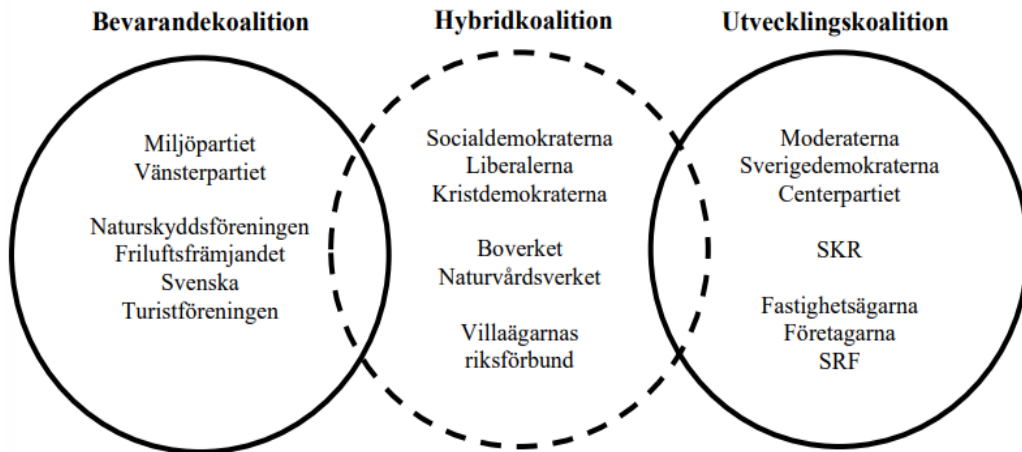 Bevarandekoalition
Hybridkoalition
Utvecklingskoalition
Miljöpartiet
Vänsterpartiet
Naturskyddsföreningen
Friluftsfrämjandet
Svenska
Turistföreningen
Socialdemokraterna
Liberalerna
Kristdemokraterna
Boverket
Naturvårdsverket
Villaägarnas
riksförbund
Moderaterna
Sverigedemokraterna
Centerpartiet
SKR
Fastighetsägarna
Företagarna
SRF